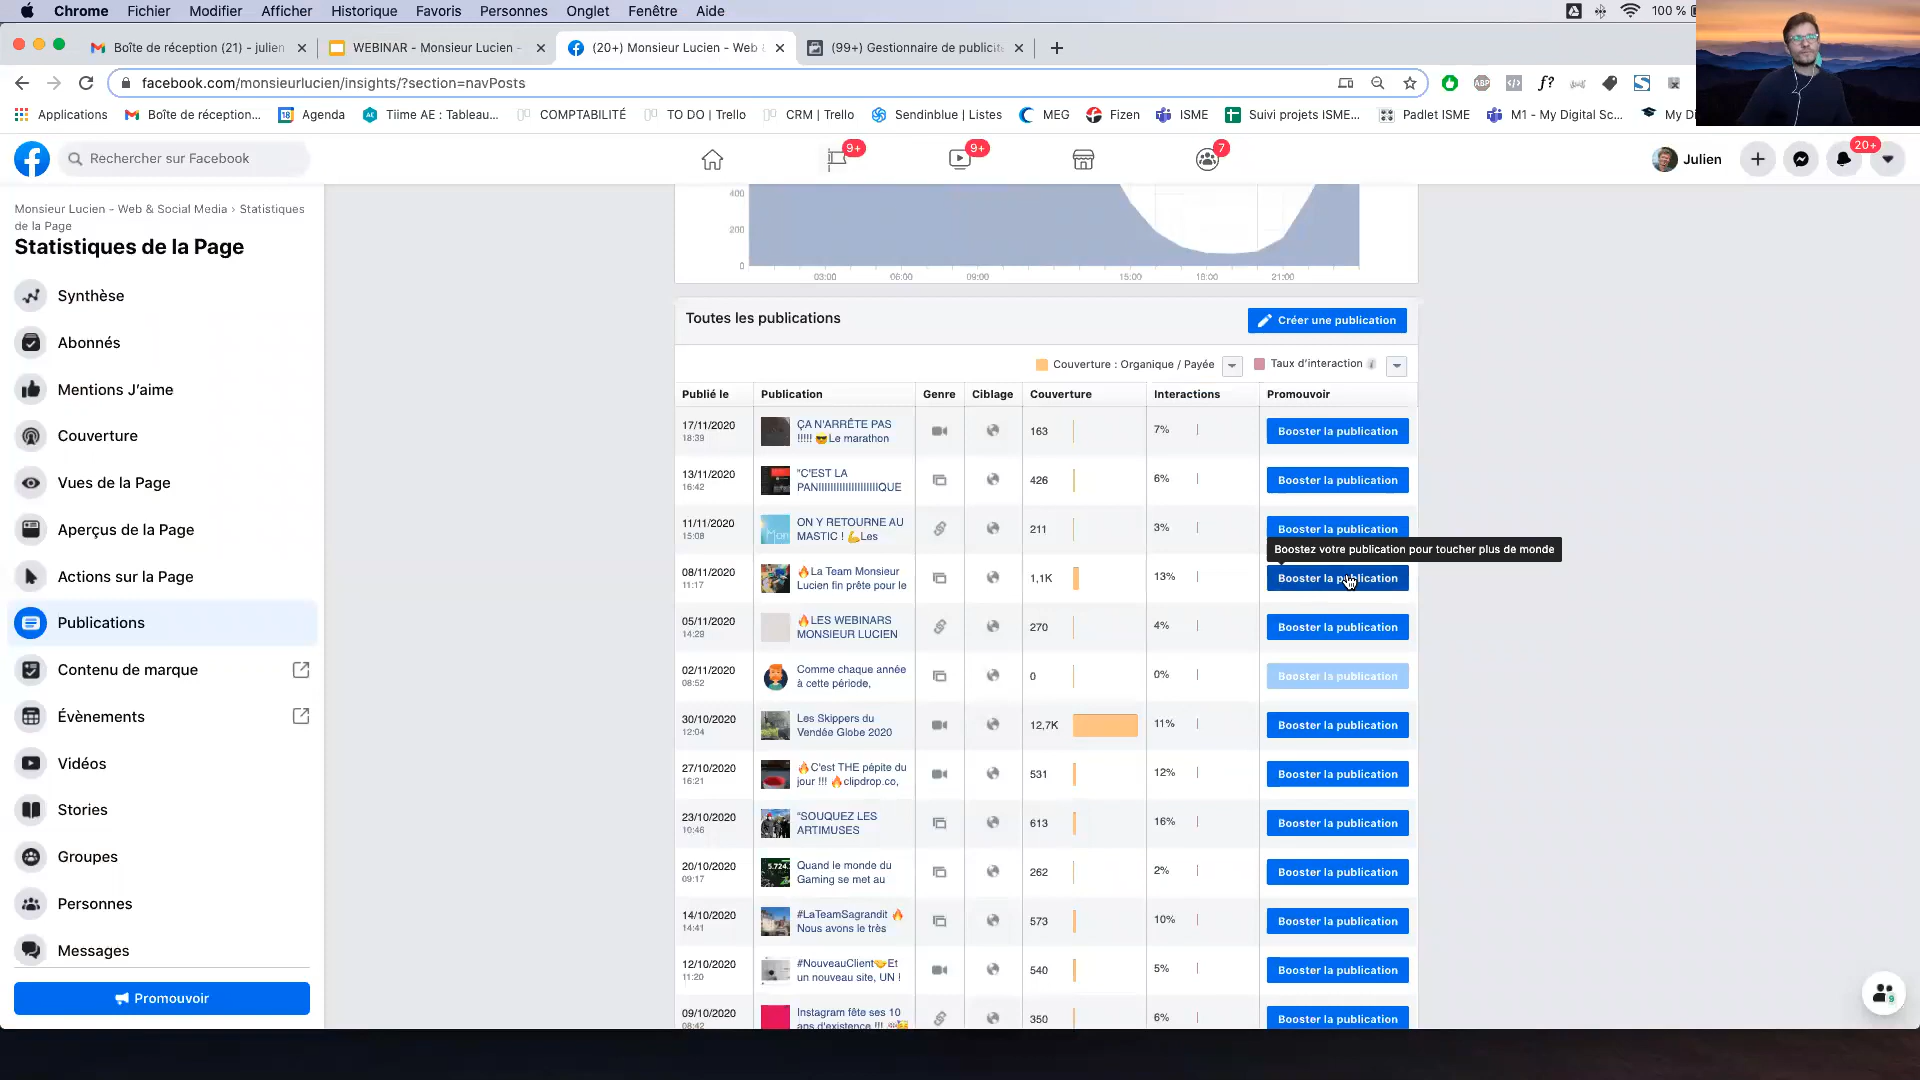 Chrome Fichier Modifier Afficher Historique Favoris Personnes Onglet Fenêtre Aide 100 %
Boîte de réception (21) - julien WEBINAR - Monsieur Lucien - (20+) Monsieur Lucien - Web & (99+) Gestionnaire de publicité
facebook.com/monsieurlucien/insights/?section=navPosts
Applications Boîte de réception... Agenda Tiime AE : Tableau... COMPTABILITÉ TO DO | Trello CRM | Trello Sendinblue | Listes MEG Fizen ISME Suivi projets ISME... Padlet ISME M1 - My Digital Sc... My Di
Rechercher sur Facebook 9+ 9+ 7 Julien 20+
Monsieur Lucien - Web & Social Media › Statistiques
de la Page
Statistiques de la Page
Synthèse
Abonnés
Mentions J'aime
Couverture
Vues de la Page
Aperçus de la Page
Actions sur la Page
Publications
Contenu de marque
Évènements
Vidéos
Stories
Groupes
Personnes
Messages
Promouvoir
400
200
0
03:00 06:00 09:00 15:00 18:00 21:00
Toutes les publications Créer une publication
Couverture : Organique / Payée Taux d'interaction i
Publié le Publication Genre Ciblage Couverture Interactions Promouvoir
17/11/2020 18:39 ÇA N'ARRÊTE PAS !!!!! 😎Le marathon 163 7% Booster la publication
13/11/2020 16:42 "C'EST LA PANIIIIIIIIIIIIIIIIIIIIQUE 426 6% Booster la publication
11/11/2020 15:08 ON Y RETOURNE AU MASTIC ! 💪Les 211 3% Booster la publication
Boostez votre publication pour toucher plus de monde
08/11/2020 11:17 🔥La Team Monsieur Lucien fin prête pour le 1,1K 13% Booster la publication
05/11/2020 14:29 🔥LES WEBINARS MONSIEUR LUCIEN 270 4% Booster la publication
02/11/2020 08:52 Comme chaque année à cette période, 0 0% Booster la publication
30/10/2020 12:04 Les Skippers du Vendée Globe 2020 12,7K 11% Booster la publication
27/10/2020 16:21 🔥C'est THE pépite du jour !!! 🔥clipdrop.co, 531 12% Booster la publication
23/10/2020 10:46 "SOUQUEZ LES ARTIMUSES 613 16% Booster la publication
20/10/2020 09:17 Quand le monde du Gaming se met au 262 2% Booster la publication
14/10/2020 14:41 #LaTeamSagrandit 🔥 Nous avons le très 573 10% Booster la publication
12/10/2020 11:20 #NouveauClient🤝Et un nouveau site, UN ! 540 5% Booster la publication
09/10/2020 08:42 Instagram fête ses 10 ans d'existence !!! 350 6% Booster la publication